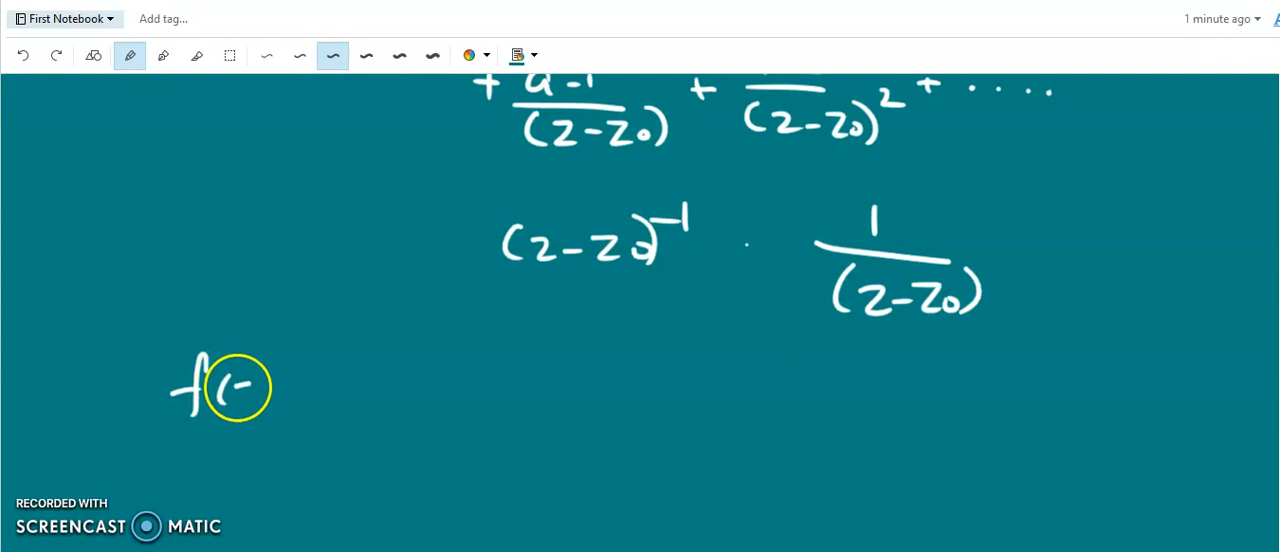 First Notebook Add tag... 1 minute ago
+ a-1 / (z-z0) + / (z-z0)² + ....
(z-z0)⁻¹ . 1 / (z-z0)
f(
RECORDED WITH
SCREENCAST MATIC